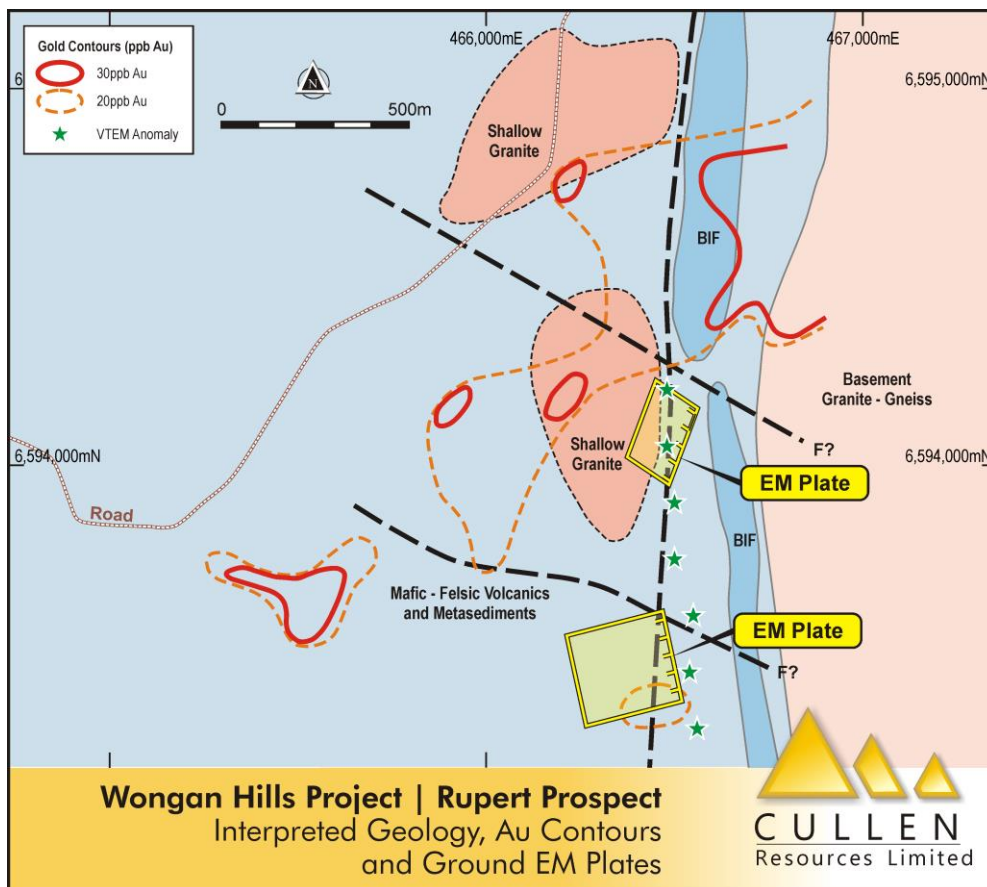 Gold Contours (ppb Au)
30ppb Au
20ppb Au
VTEM Anomaly
N
0
500m
466,000mE
467,000mE
6,595,000mN
Shallow
Granite
BIF
Basement
Granite - Gneiss
6,594,000mN
Shallow
Granite
F?
6,594,000mN
EM Plate
Road
BIF
Mafic - Felsic Volcanics
and Metasediments
EM Plate
F?
Wongan Hills Project | Rupert Prospect
Interpreted Geology, Au Contours
and Ground EM Plates
CULLEN
Resources Limited